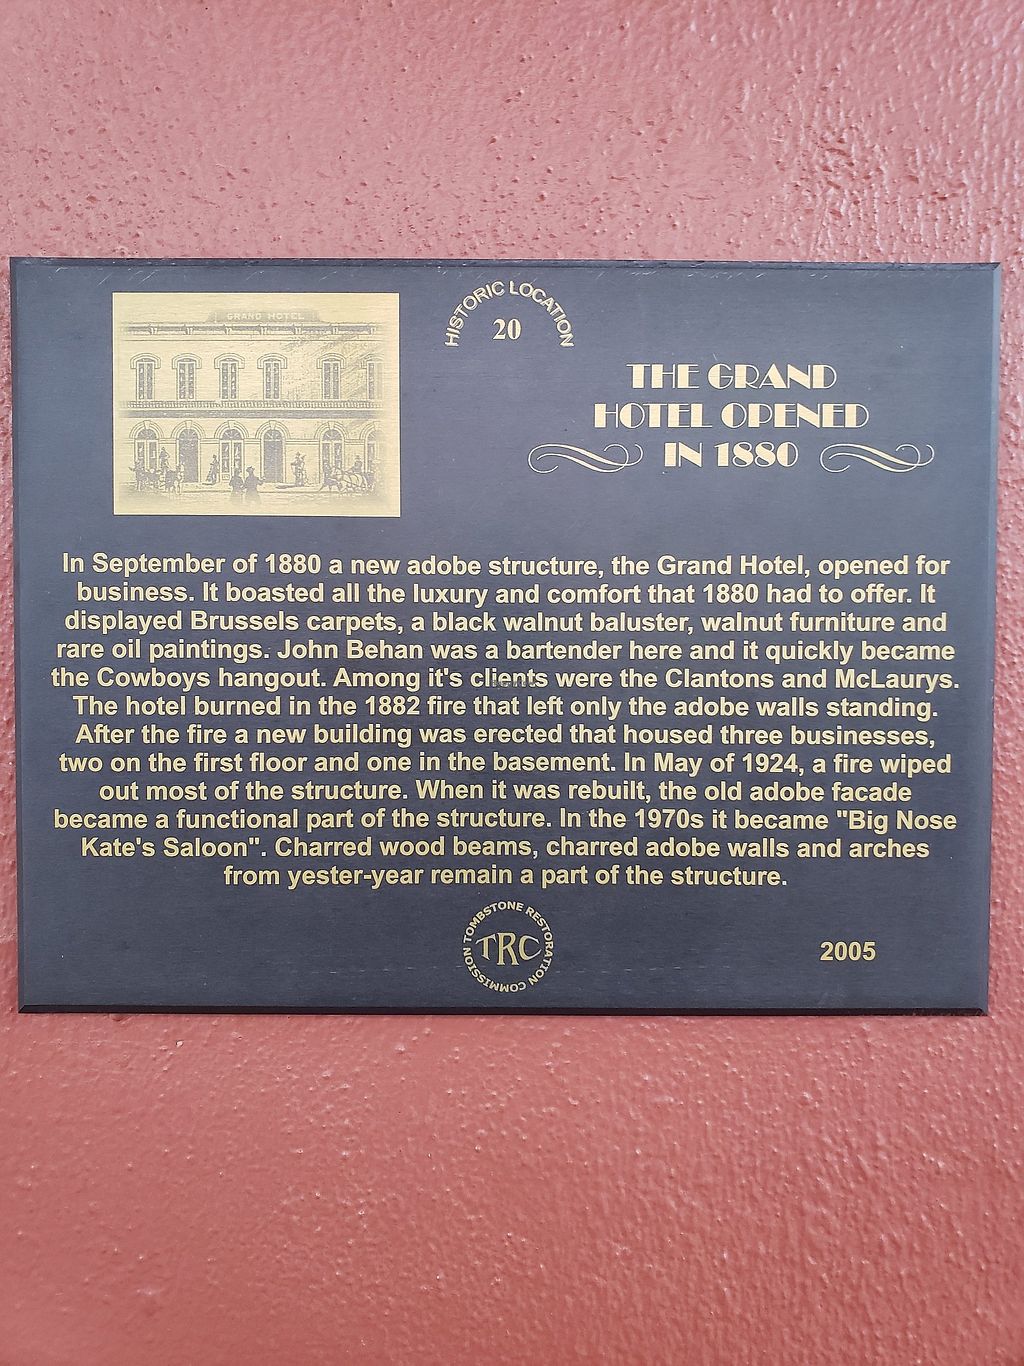 GRAND HOTEL
HISTORIC LOCATION
20
THE GRAND
HOTEL OPENED
IN 1880
In September of 1880 a new adobe structure, the Grand Hotel, opened for
business. It boasted all the luxury and comfort that 1880 had to offer. It
displayed Brussels carpets, a black walnut baluster, walnut furniture and
rare oil paintings. John Behan was a bartender here and it quickly became
the Cowboys hangout. Among it's clients were the Clantons and McLaurys.
The hotel burned in the 1882 fire that left only the adobe walls standing.
After the fire a new building was erected that housed three businesses,
two on the first floor and one in the basement. In May of 1924, a fire wiped
out most of the structure. When it was rebuilt, the old adobe facade
became a functional part of the structure. In the 1970s it became "Big Nose
Kate's Saloon". Charred wood beams, charred adobe walls and arches
from yester-year remain a part of the structure.
TOMBSTONE RESTORATION COMMISSION
TRC
2005